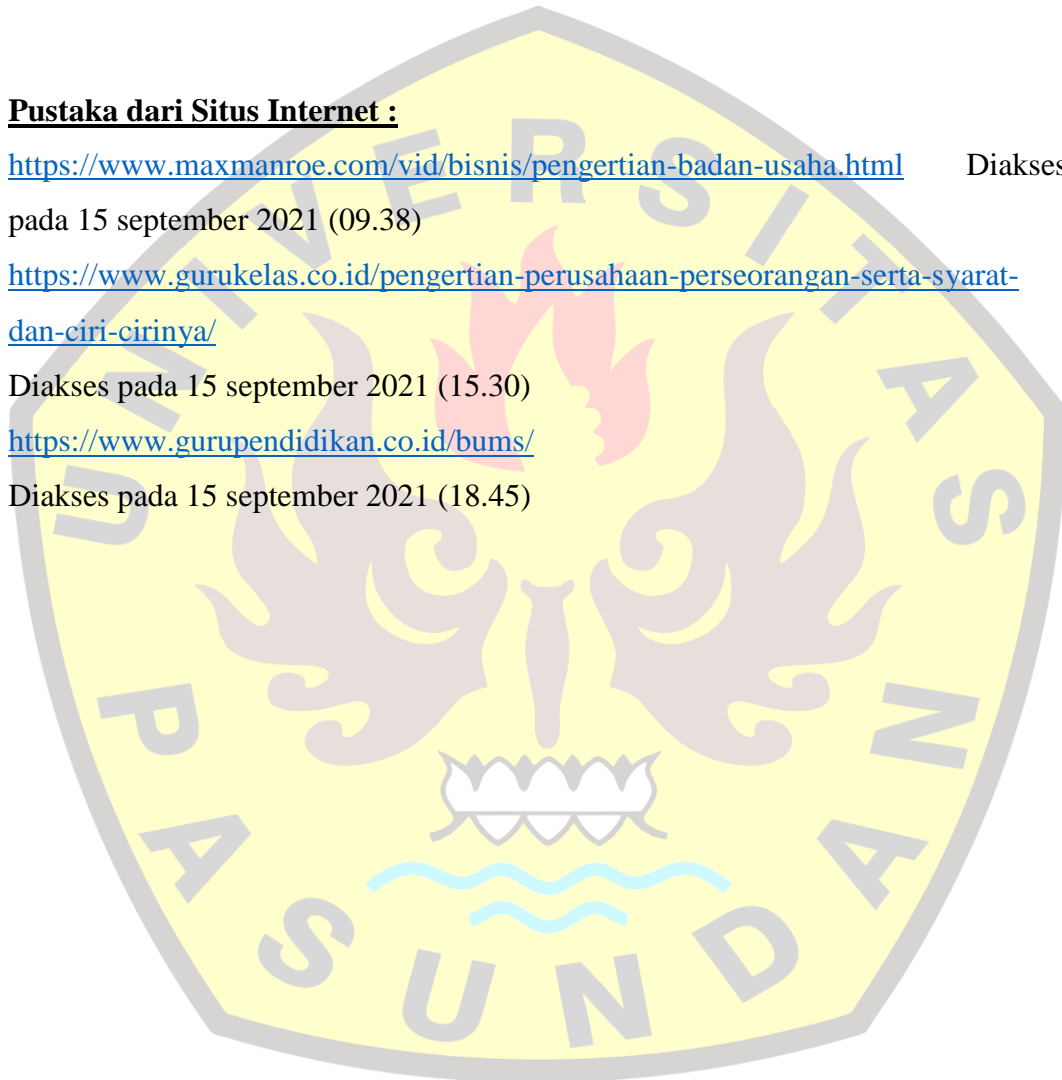 Pustaka dari Situs Internet :
https://www.maxmanroe.com/vid/bisnis/pengertian-badan-usaha.html Diakses
pada 15 september 2021 (09.38)
https://www.gurukelas.co.id/pengertian-perusahaan-perseorangan-serta-syarat-
dan-ciri-cirinya/
Diakses pada 15 september 2021 (15.30)
https://www.gurupendidikan.co.id/bums/
Diakses pada 15 september 2021 (18.45)
UNIVERSITAS
PASUNDAN